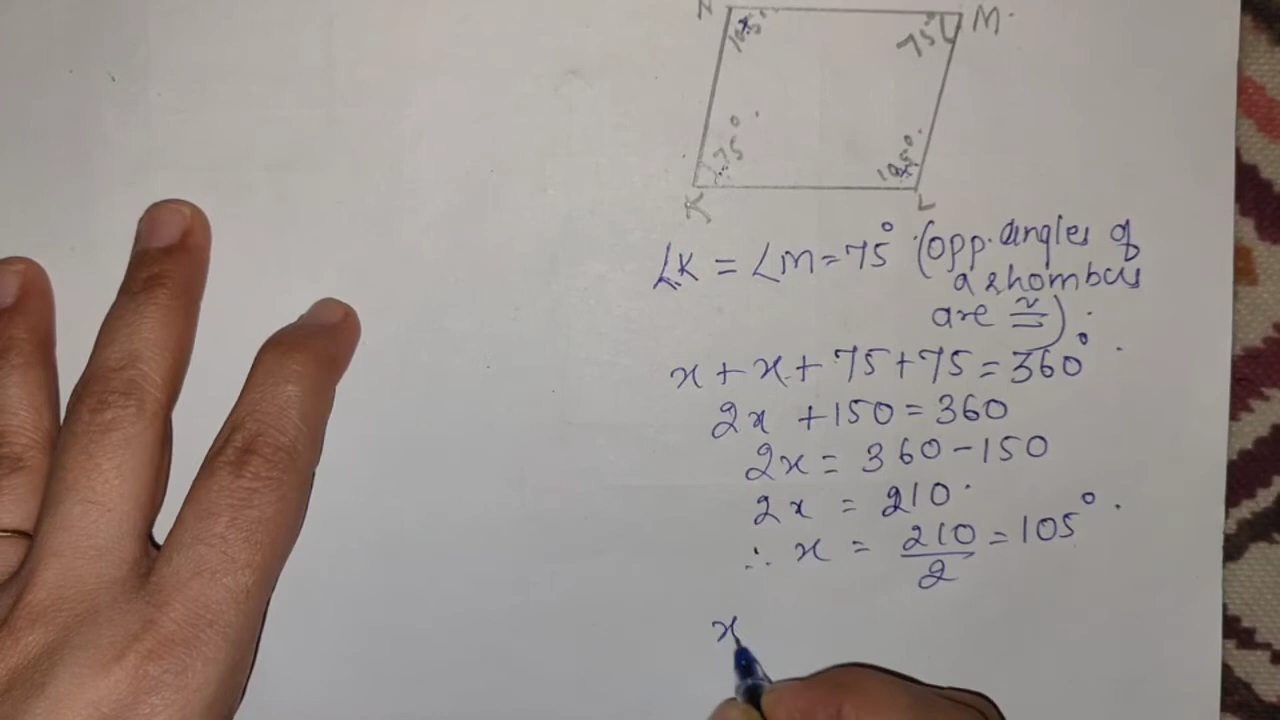 N M
105° 75°
75° 105°
K L
∠K = ∠M = 75° (opp. angles of
a rhombus
are ≅).
x + x + 75 + 75 = 360°
2x + 150 = 360
2x = 360 - 150
2x = 210
∴ x = 210/2 = 105°
x